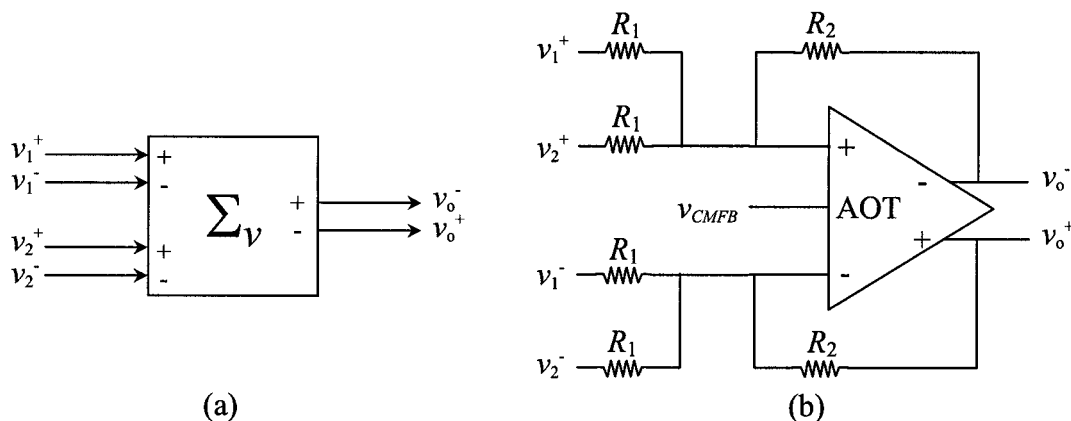 v₁⁺
v₁⁻
v₂⁺
v₂⁻
+
-
+
-
Σᵥ
+
-
vₒ⁻
vₒ⁺
(a)
R₁
R₂
v₁⁺
R₁
v₂⁺
+
-
vₒ⁻
v_CMFB
AOT
+
vₒ⁺
R₁
v₁⁻
-
R₁
R₂
v₂⁻
(b)